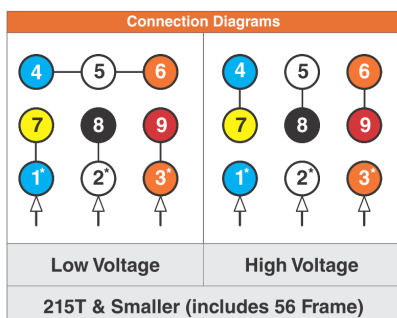 Connection Diagrams
4 5 6 4 5 6
7 8 9 7 8 9
1* 2* 3* 1* 2* 3*
Low Voltage High Voltage
215T & Smaller (includes 56 Frame)